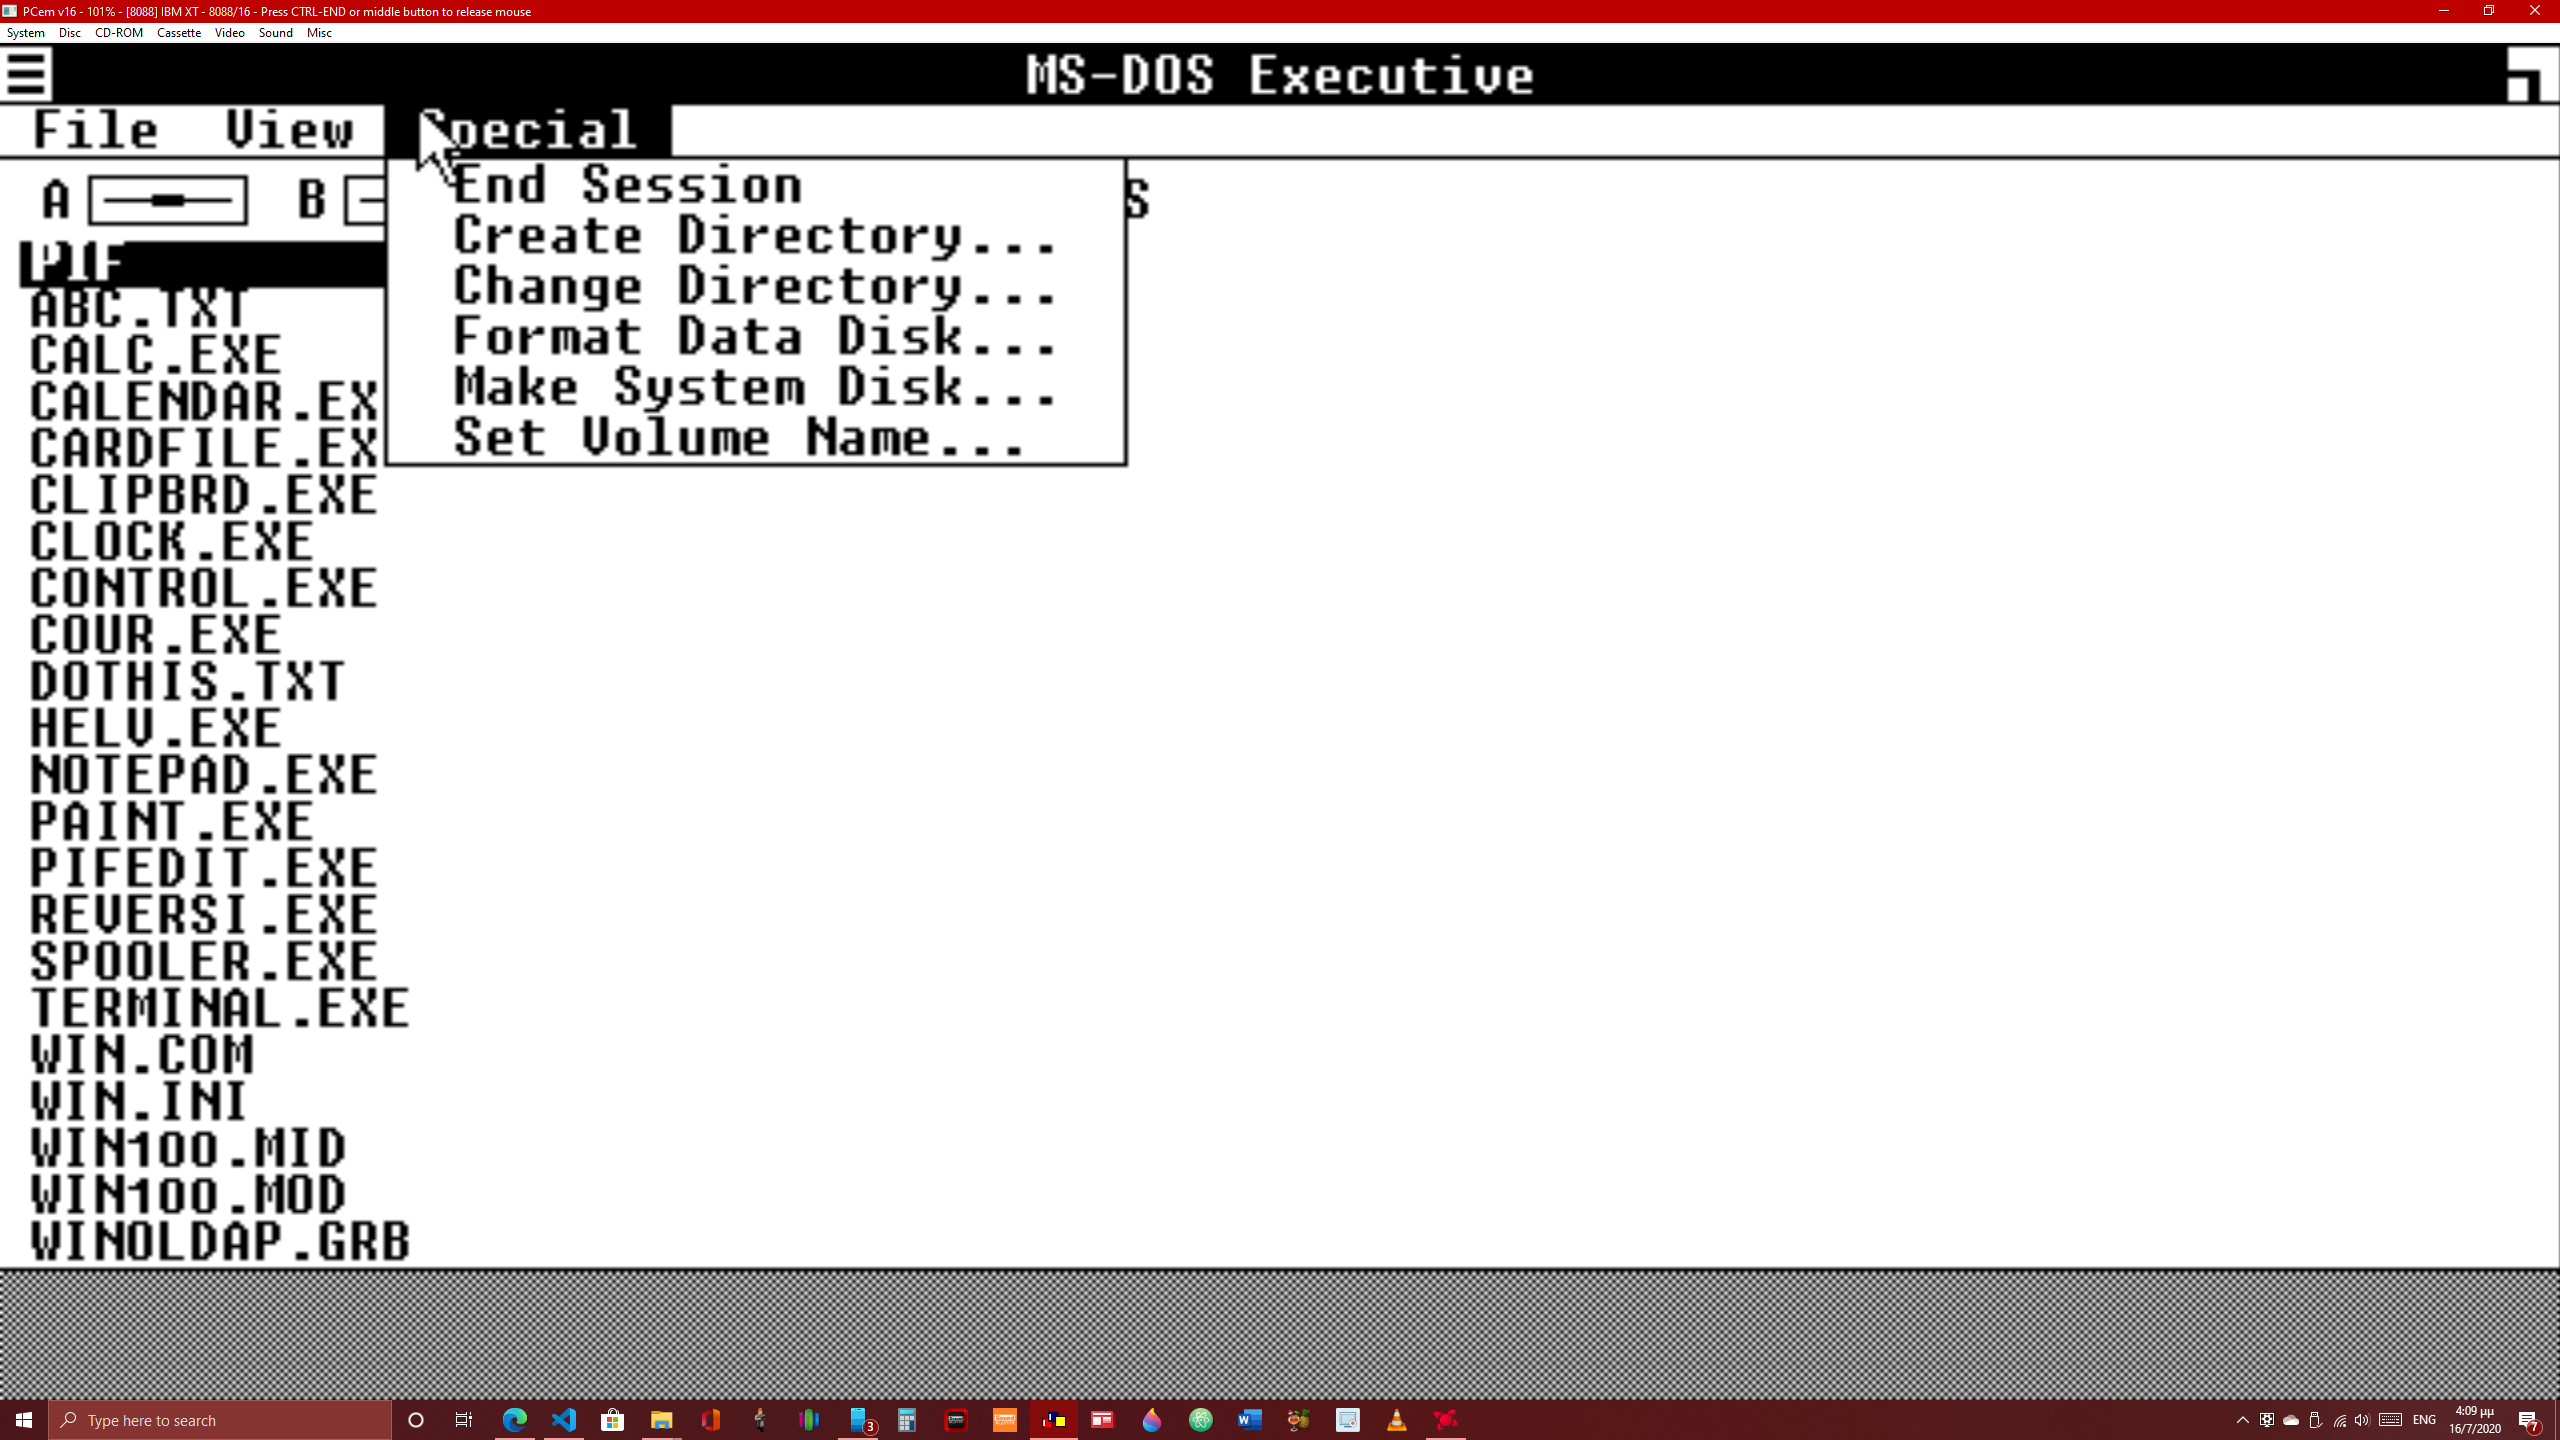 PCem v16 - 101% - [8088] IBM XT - 8088/16 - Press CTRL-END or middle button to release mouse
System Disc CD-ROM Cassette Video Sound Misc
MS-DOS Executive
File View Special
End Session
Create Directory...
Change Directory...
Format Data Disk...
Make System Disk...
Set Volume Name...
A B S
PIF
ABC.TXT
CALC.EXE
CALENDAR.EX
CARDFILE.EX
CLIPBRD.EXE
CLOCK.EXE
CONTROL.EXE
COUR.EXE
DOTHIS.TXT
HELV.EXE
NOTEPAD.EXE
PAINT.EXE
PIFEDIT.EXE
REVERSI.EXE
SPOOLER.EXE
TERMINAL.EXE
WIN.COM
WIN.INI
WIN100.MID
WIN100.MOD
WINOLDAP.GRB
Type here to search
3
ENG
4:09 μμ
16/7/2020
7